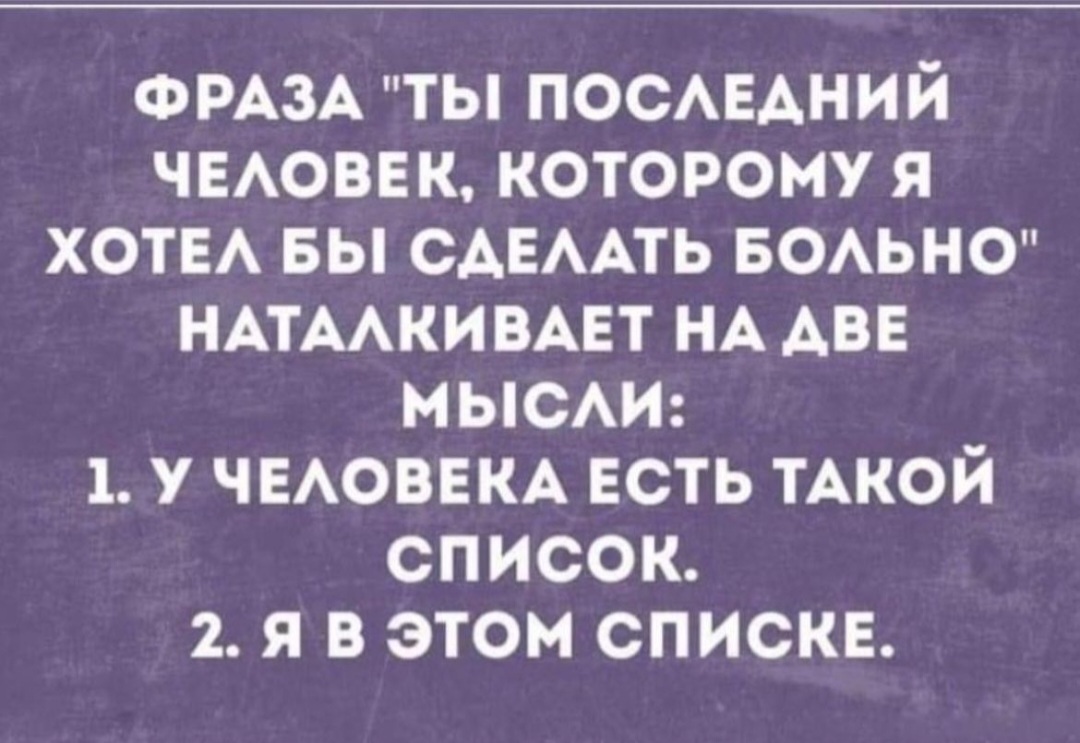 ФРАЗА "ТЫ ПОСЛЕДНИЙ
ЧЕЛОВЕК, КОТОРОМУ Я
ХОТЕЛ БЫ СДЕЛАТЬ БОЛЬНО"
НАТАЛКИВАЕТ НА ДВЕ
МЫСЛИ:
1. У ЧЕЛОВЕКА ЕСТЬ ТАКОЙ
СПИСОК.
2. Я В ЭТОМ СПИСКЕ.